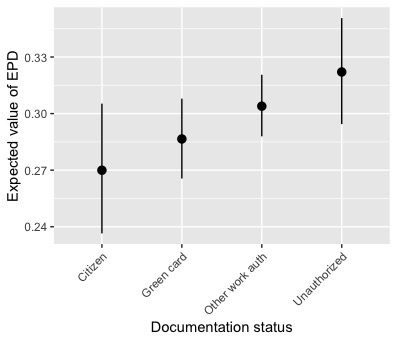 Expected value of EPD
0.33
0.30
0.27
0.24
Citizen
Green card
Other work auth
Unauthorized
Documentation status